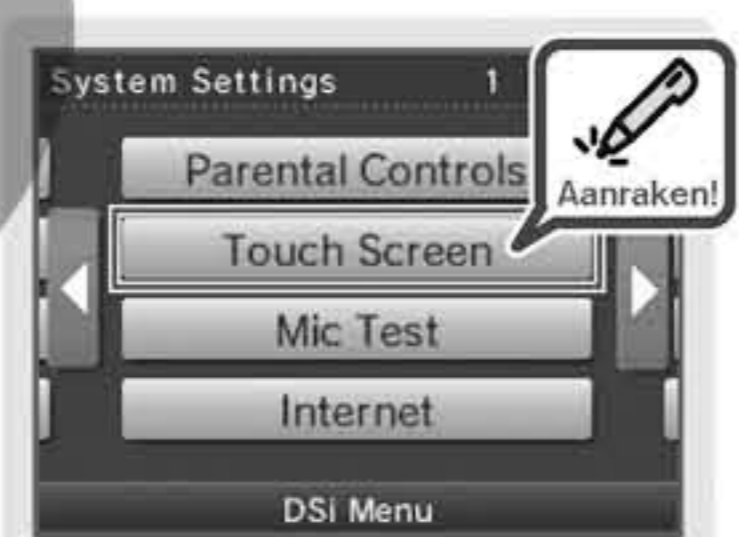 System Settings 1
Parental Controls
Aanraken!
Touch Screen
Mic Test
Internet
DSi Menu